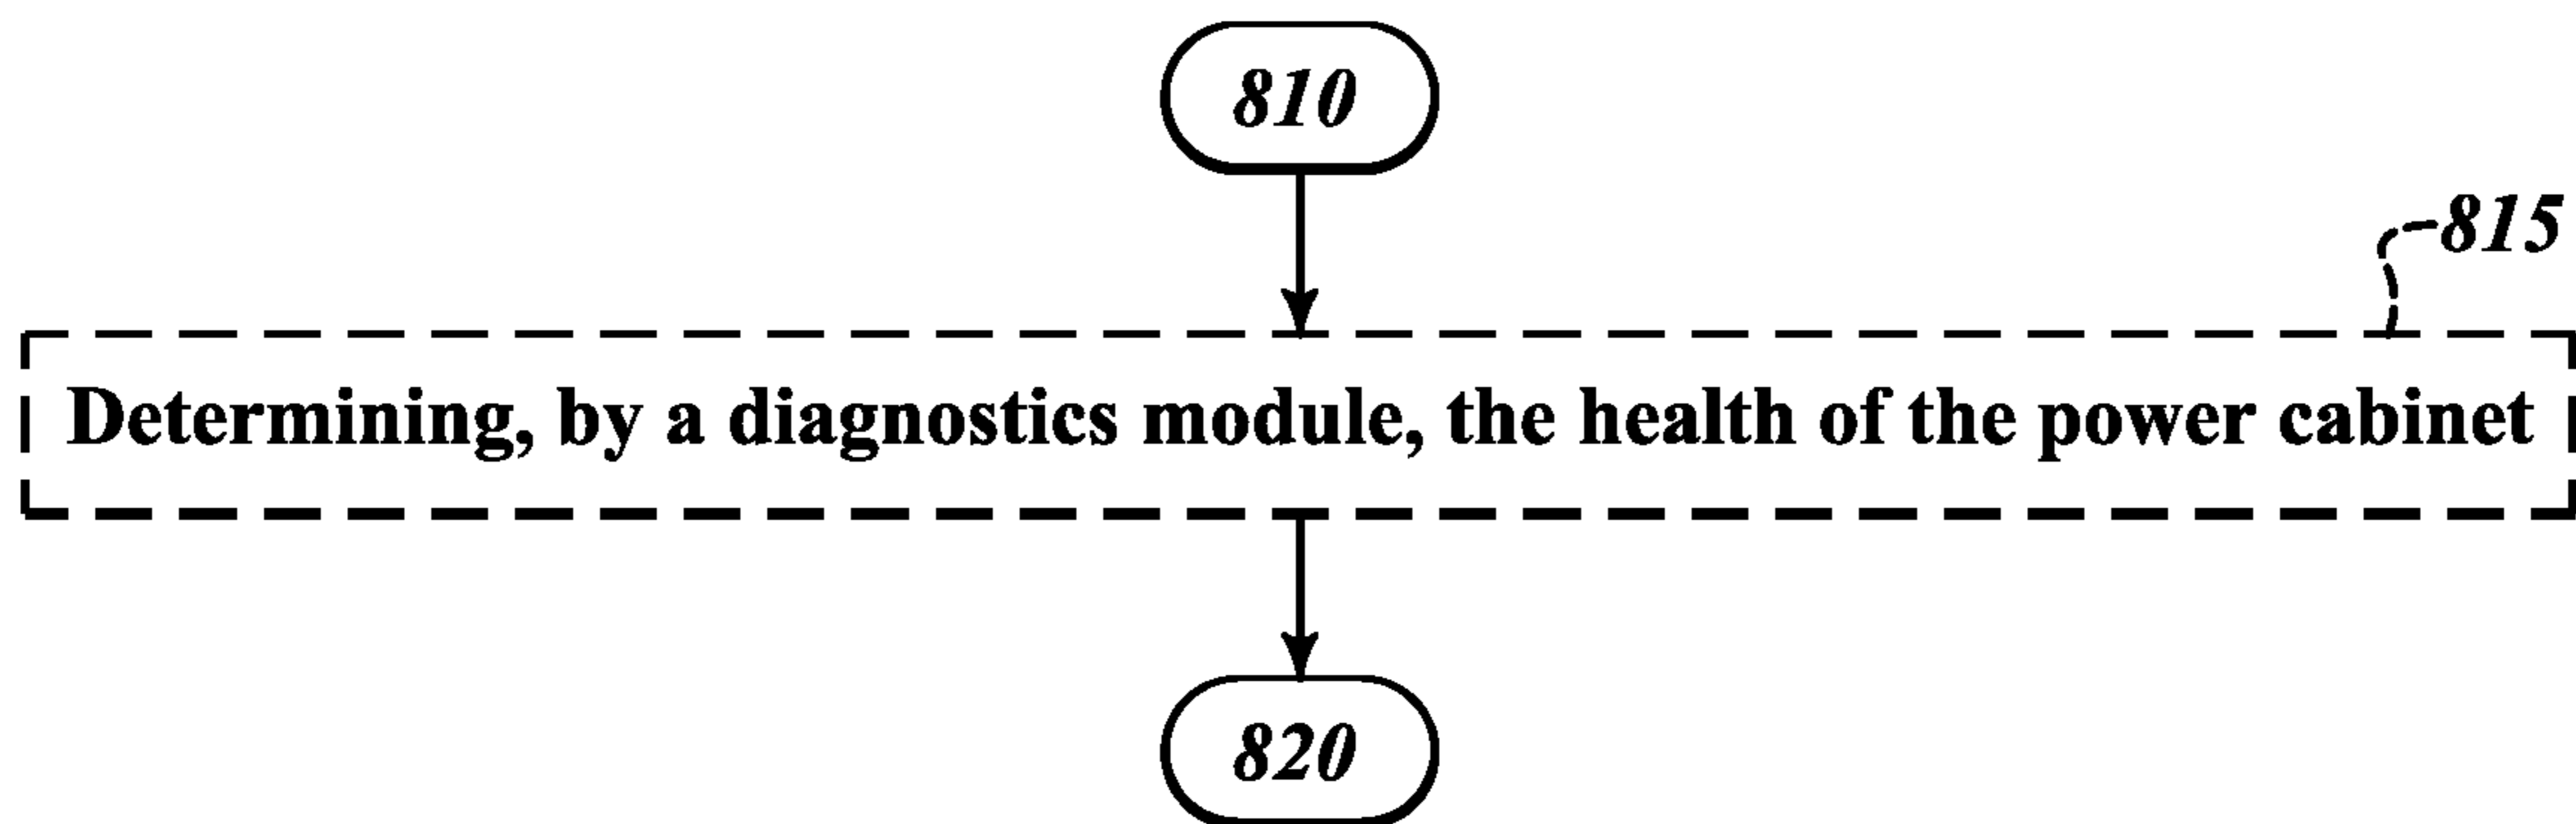 810
815
Determining, by a diagnostics module, the health of the power cabinet
820